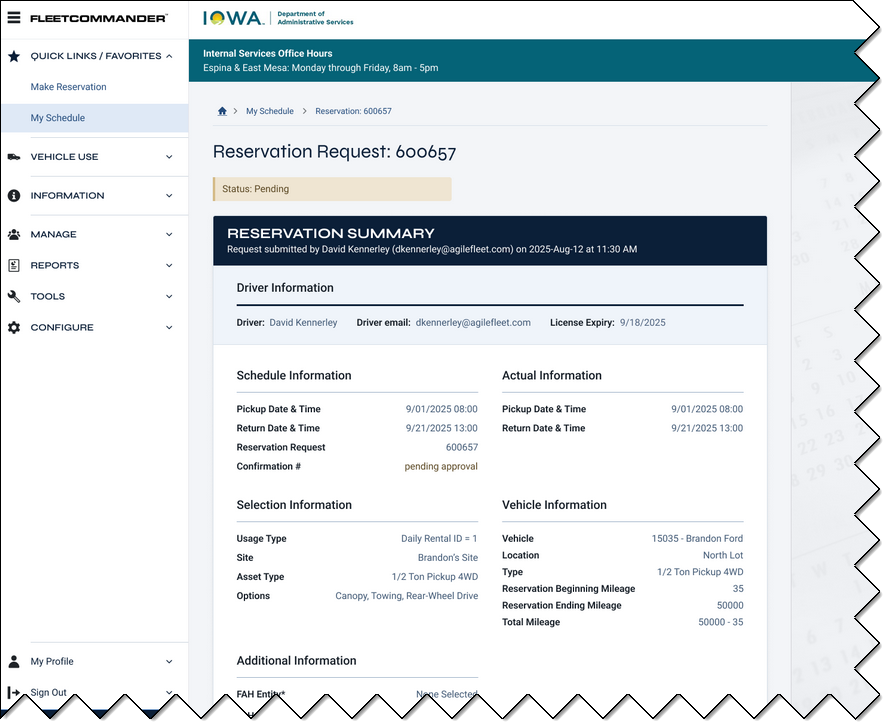 FLEETCOMMANDER
IOWA Department of
Administrative Services
QUICK LINKS / FAVORITES
Make Reservation
My Schedule
VEHICLE USE
INFORMATION
MANAGE
REPORTS
TOOLS
CONFIGURE
My Profile
Sign Out
Internal Services Office Hours
Espina & East Mesa: Monday through Friday, 8am - 5pm
My Schedule > Reservation: 600657
Reservation Request: 600657
Status: Pending
RESERVATION SUMMARY
Request submitted by David Kennerley (dkennerley@agilefleet.com) on 2025-Aug-12 at 11:30 AM
Driver Information
Driver: David Kennerley Driver email: dkennerley@agilefleet.com License Expiry: 9/18/2025
Schedule Information
Pickup Date & Time 9/01/2025 08:00
Return Date & Time 9/21/2025 13:00
Reservation Request 600657
Confirmation # pending approval
Actual Information
Pickup Date & Time 9/01/2025 08:00
Return Date & Time 9/21/2025 13:00
Selection Information
Usage Type Daily Rental ID = 1
Site Brandon's Site
Asset Type 1/2 Ton Pickup 4WD
Options Canopy, Towing, Rear-Wheel Drive
Vehicle Information
Vehicle 15035 - Brandon Ford
Location North Lot
Type 1/2 Ton Pickup 4WD
Reservation Beginning Mileage 35
Reservation Ending Mileage 50000
Total Mileage 50000 - 35
Additional Information
FAH Entity* None Selected